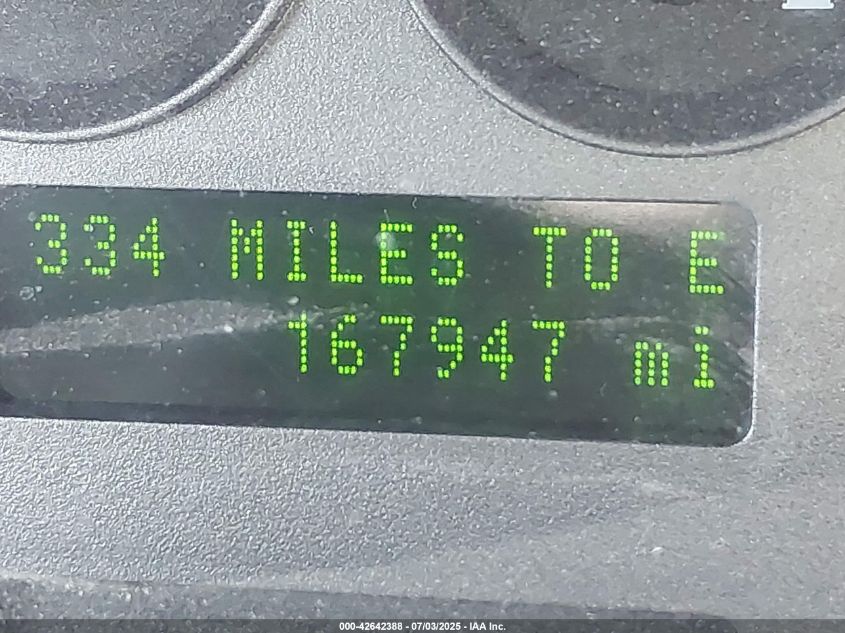 334 MILES TO E
167947 mi
000-42642388 - 07/03/2025 - IAA Inc.